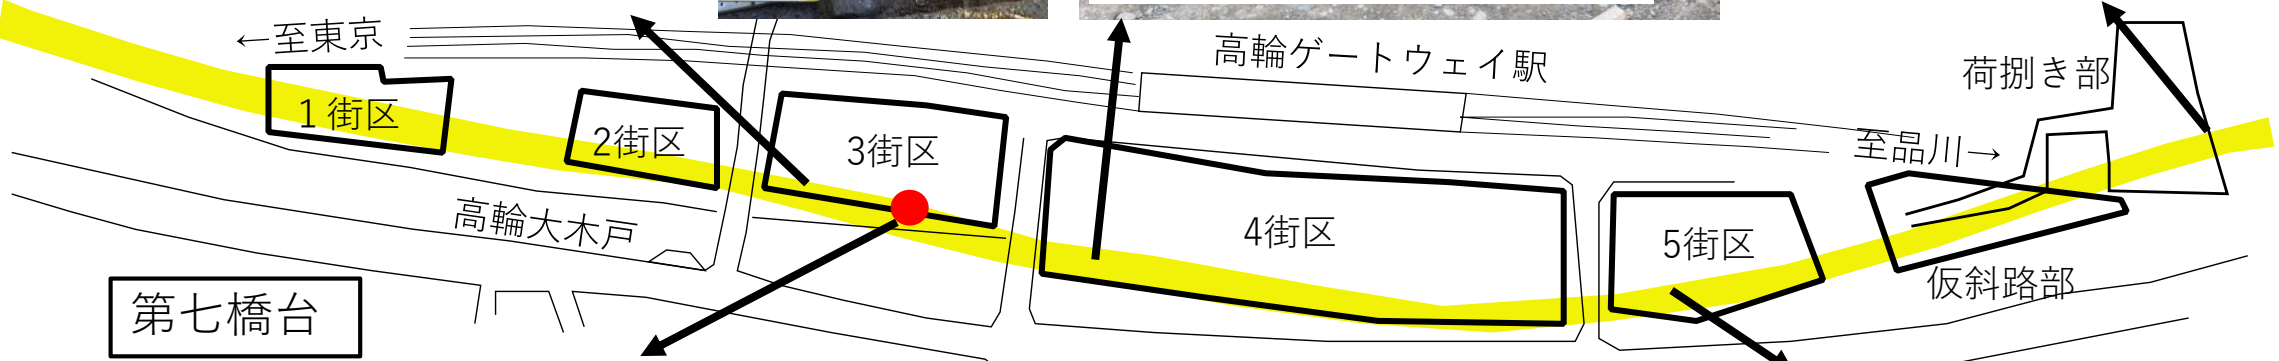 ←至東京
高輪ゲートウェイ駅
荷捌き部
１街区
2街区
3街区
至品川→
高輪大木戸
4街区
5街区
仮斜路部
第七橋台